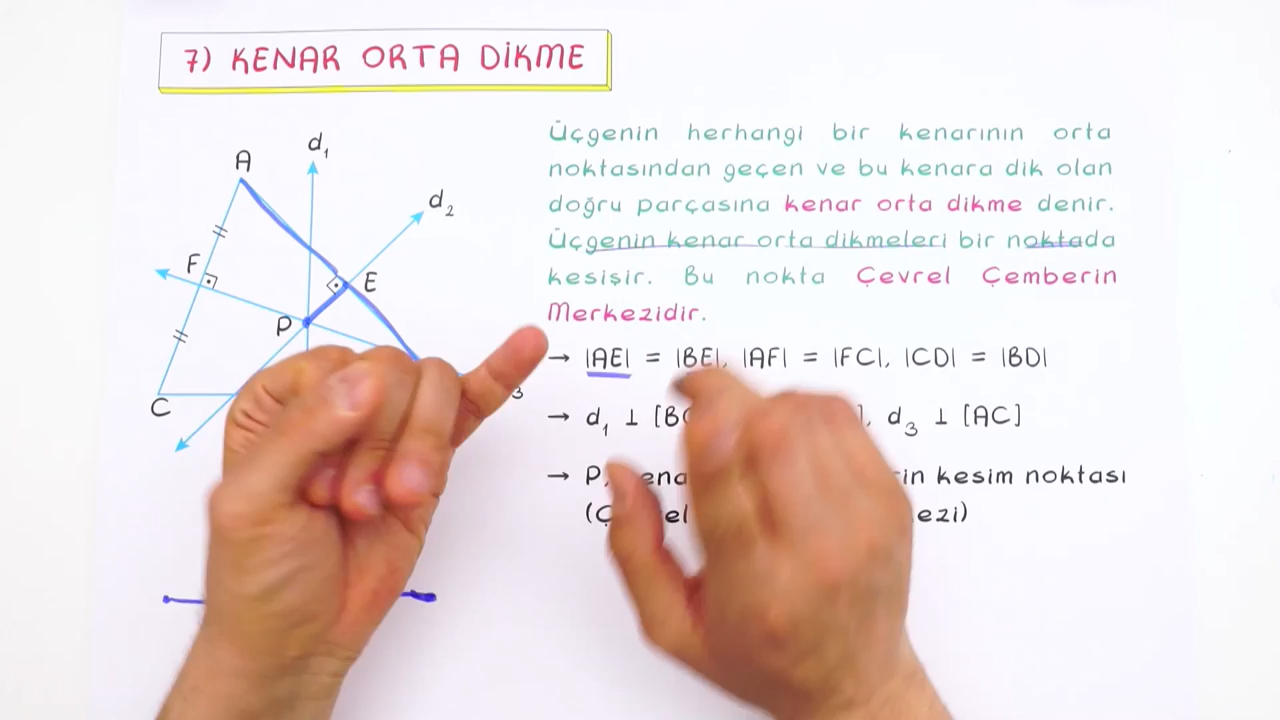 7) KENAR ORTA DİKME
Üçgenin herhangi bir kenarının orta
noktasından geçen ve bu kenara dik olan
doğru parçasına kenar orta dikme denir.
Üçgenin kenar orta dikmeleri bir noktada
kesişir. Bu nokta Çevrel Çemberin
Merkezidir.
→ |AE| = |BE|, |AF| = |FC|, |CD| = |BD|
→ d₁ ⊥ d₃ ⊥ [AC]
→ P, kesim noktası
A
d₁
d₂
F
E
P
C
3